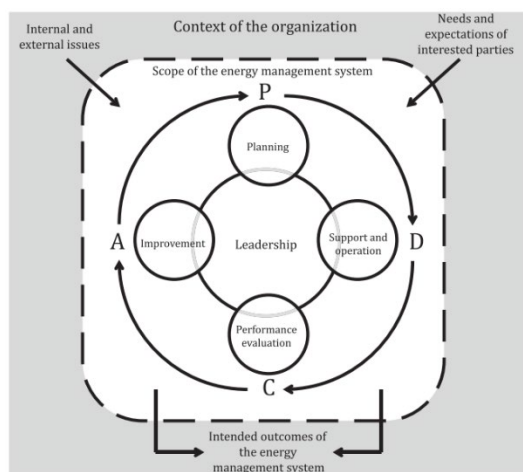 Internal and
external issues
Context of the organization
Needs and
expectations of
interested parties
Scope of the energy management system
P
Planning
A
Improvement
Leadership
Support and
operation
D
Performance
evaluation
C
Intended outcomes of
the energy
management system